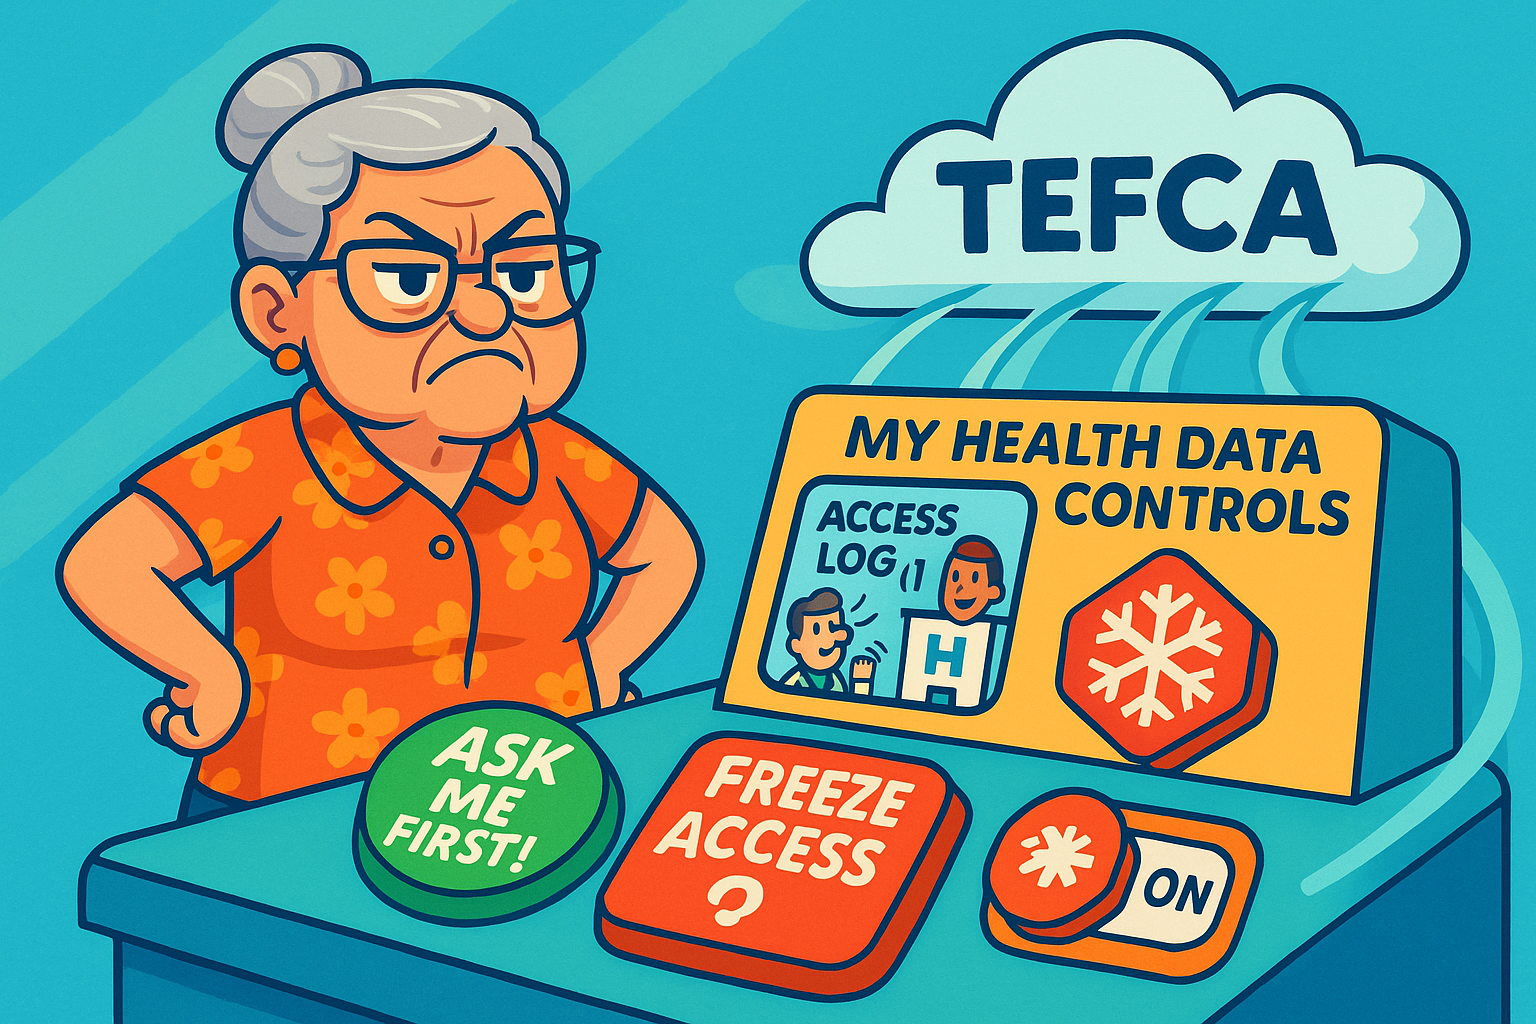 TEFCA
MY HEALTH DATA
CONTROLS
ACCESS
LOG
H
ASK
ME
FIRST!
FREEZE
ACCESS
ON